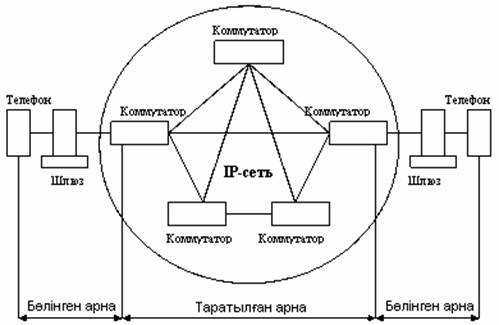 Коммутатор
Телефон
Коммутатор
Коммутатор
Телефон
Шлюз
IP-сеть
Шлюз
Коммутатор
Коммутатор
Бөлінген арна
Таратылған арна
Бөлінген арна